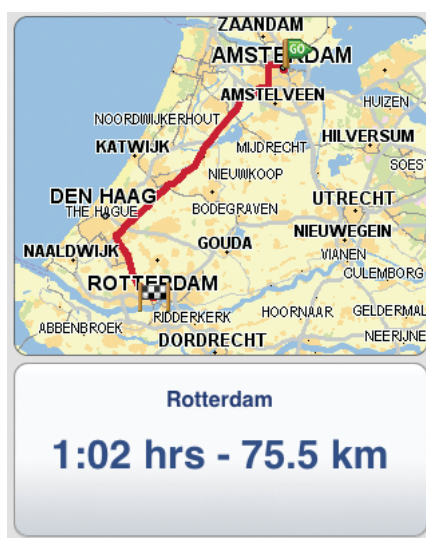 ZAANDAM
GO
AMSTERDAM
AMSTELVEEN
HUIZEN
NOORDWIJKERHOUT
HILVERSUM
KATWIJK
MIJDRECHT
SOEST
NIEUWKOOP
DEN HAAG
THE HAGUE
BODEGRAVEN
UTRECHT
NIEUWEGEIN
GOUDA
NAALDWIJK
VIANEN
CULEMBORG
ROTTERDAM
RIDDERKERK
HOORNAAR
GELDERMAL
ABBENBROEK
DORDRECHT
NEERIJNE
Rotterdam
1:02 hrs - 75.5 km